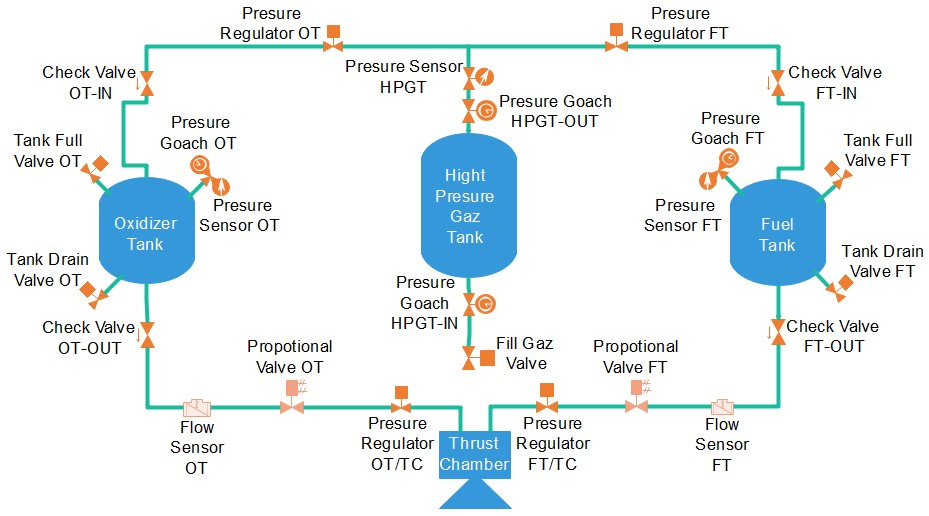 Presure
Regulator OT
Presure
Regulator FT
Check Valve
OT-IN
Presure Sensor
HPGT
Check Valve
FT-IN
Presure Goach
HPGT-OUT
Tank Full
Valve OT
Presure
Goach OT
Presure
Goach FT
Tank Full
Valve FT
Hight
Presure
Gaz
Tank
Oxidizer
Tank
Presure
Sensor OT
Presure
Sensor FT
Fuel
Tank
Tank Drain
Valve OT
Tank Drain
Valve FT
Presure
Goach
HPGT-IN
Check Valve
OT-OUT
Check Valve
FT-OUT
Propotional
Valve OT
Fill Gaz
Valve
Propotional
Valve FT
Flow
Sensor
OT
Presure
Regulator
OT/TC
Thrust
Chamber
Presure
Regulator
FT/TC
Flow
Sensor
FT